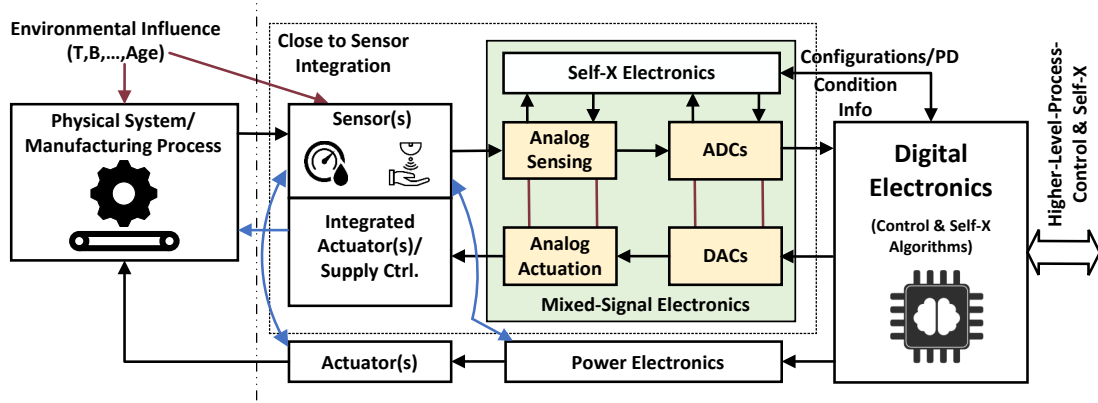 Environmental Influence
(T,B,...,Age)
Close to Sensor
Integration
Self-X Electronics
Configurations/PD
Condition
Info
Physical System/
Manufacturing Process
Sensor(s)
Analog
Sensing
ADCs
Digital
Electronics
(Control & Self-X
Algorithms)
Integrated
Actuator(s)/
Supply Ctrl.
Analog
Actuation
DACs
Mixed-Signal Electronics
Actuator(s)
Power Electronics
Higher-Level-Process-
Control & Self-X